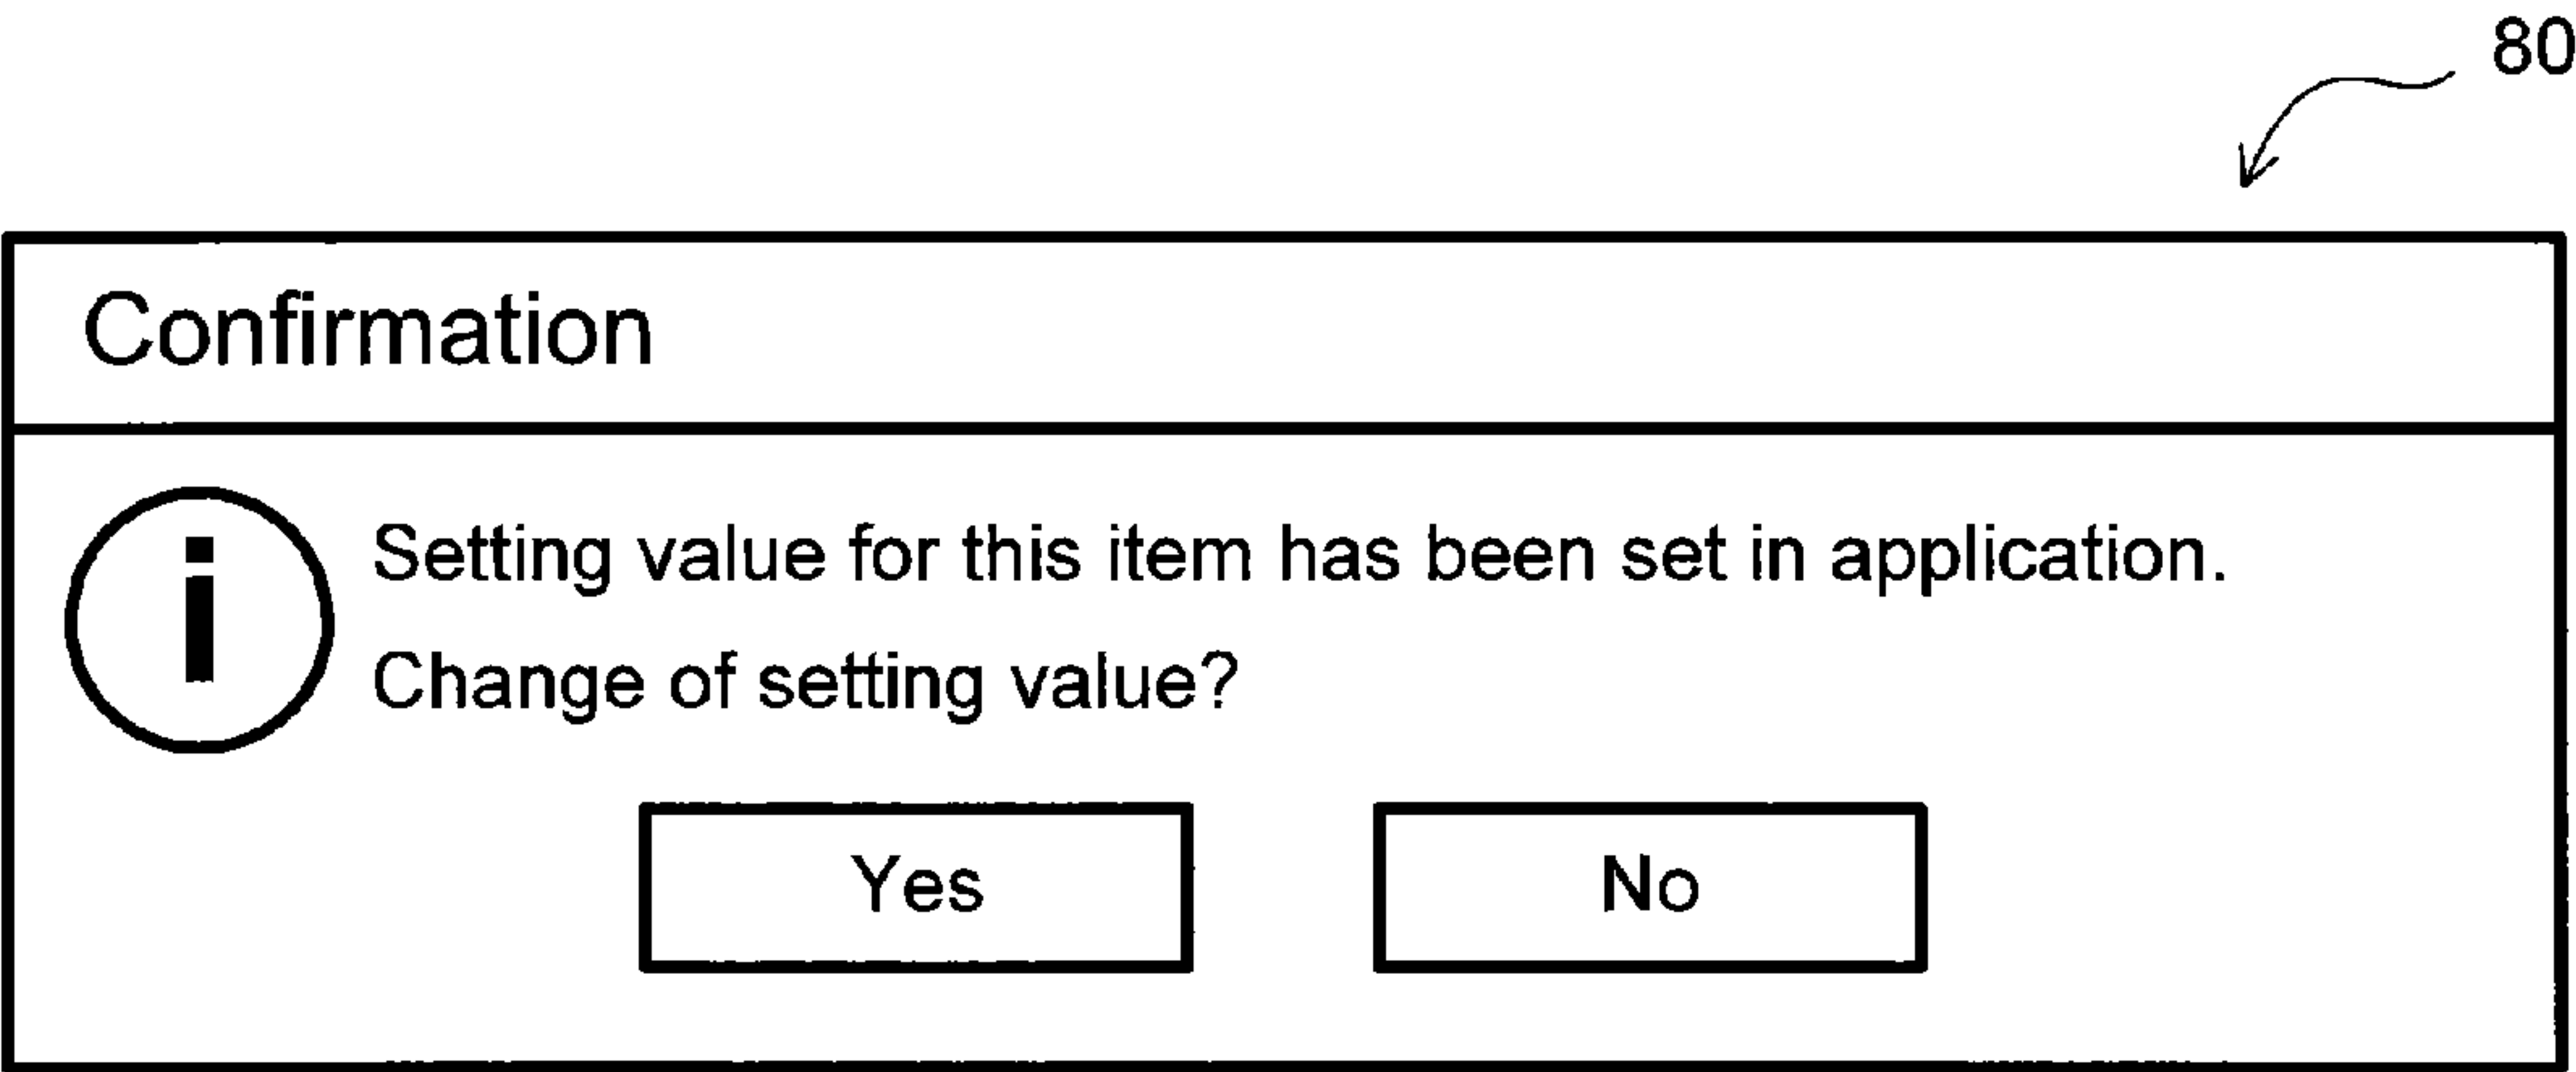 80
Confirmation
i
Setting value for this item has been set in application.
Change of setting value?
Yes
No